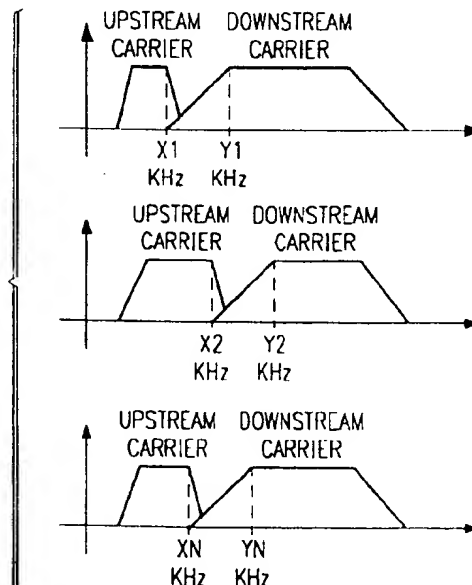 UPSTREAM DOWNSTREAM
CARRIER CARRIER
X1 Y1
KHz KHz
UPSTREAM DOWNSTREAM
CARRIER CARRIER
X2 Y2
KHz KHz
UPSTREAM DOWNSTREAM
CARRIER CARRIER
XN YN
KHz KHz